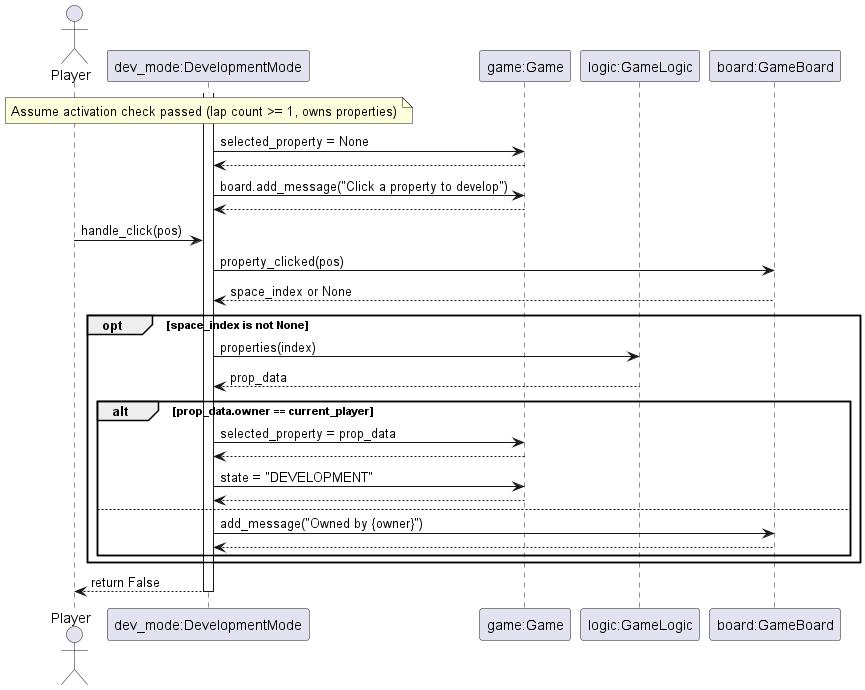 Player
dev_mode:DevelopmentMode
game:Game
logic:GameLogic
board:GameBoard
Assume activation check passed (lap count >= 1, owns properties)
selected_property = None
board.add_message("Click a property to develop")
handle_click(pos)
property_clicked(pos)
space_index or None
opt
[space_index is not None]
properties(index)
prop_data
alt
[prop_data.owner == current_player]
selected_property = prop_data
state = "DEVELOPMENT"
add_message("Owned by {owner}")
return False
Player
dev_mode:DevelopmentMode
game:Game
logic:GameLogic
board:GameBoard